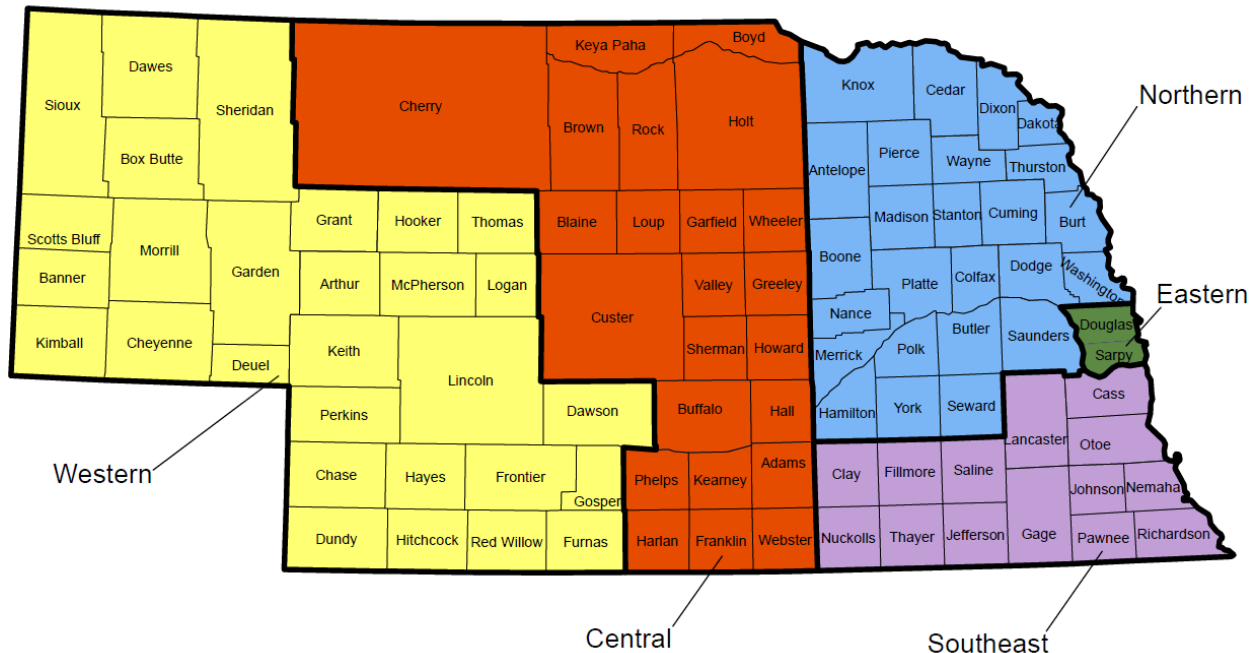 Boyd
Keya Paha
Dawes
Knox
Cedar
Northern
Sioux
Sheridan
Cherry
Dixon
Brown
Rock
Holt
Dakota
Box Butte
Pierce
Wayne
Thurston
Antelope
Grant
Hooker
Thomas
Blaine
Loup
Garfield
Wheeler
Madison
Stanton
Cuming
Burt
Scotts Bluff
Morrill
Banner
Garden
Arthur
McPherson
Logan
Valley
Greeley
Boone
Platte
Colfax
Dodge
Washington
Eastern
Custer
Nance
Douglas
Kimball
Cheyenne
Deuel
Keith
Lincoln
Sherman
Howard
Merrick
Polk
Butler
Saunders
Sarpy
Perkins
Dawson
Buffalo
Hall
Hamilton
York
Seward
Cass
Lancaster
Otoe
Western
Chase
Hayes
Frontier
Gosper
Phelps
Kearney
Adams
Clay
Fillmore
Saline
Johnson
Nemaha
Dundy
Hitchcock
Red Willow
Furnas
Harlan
Franklin
Webster
Nuckolls
Thayer
Jefferson
Gage
Pawnee
Richardson
Central
Southeast